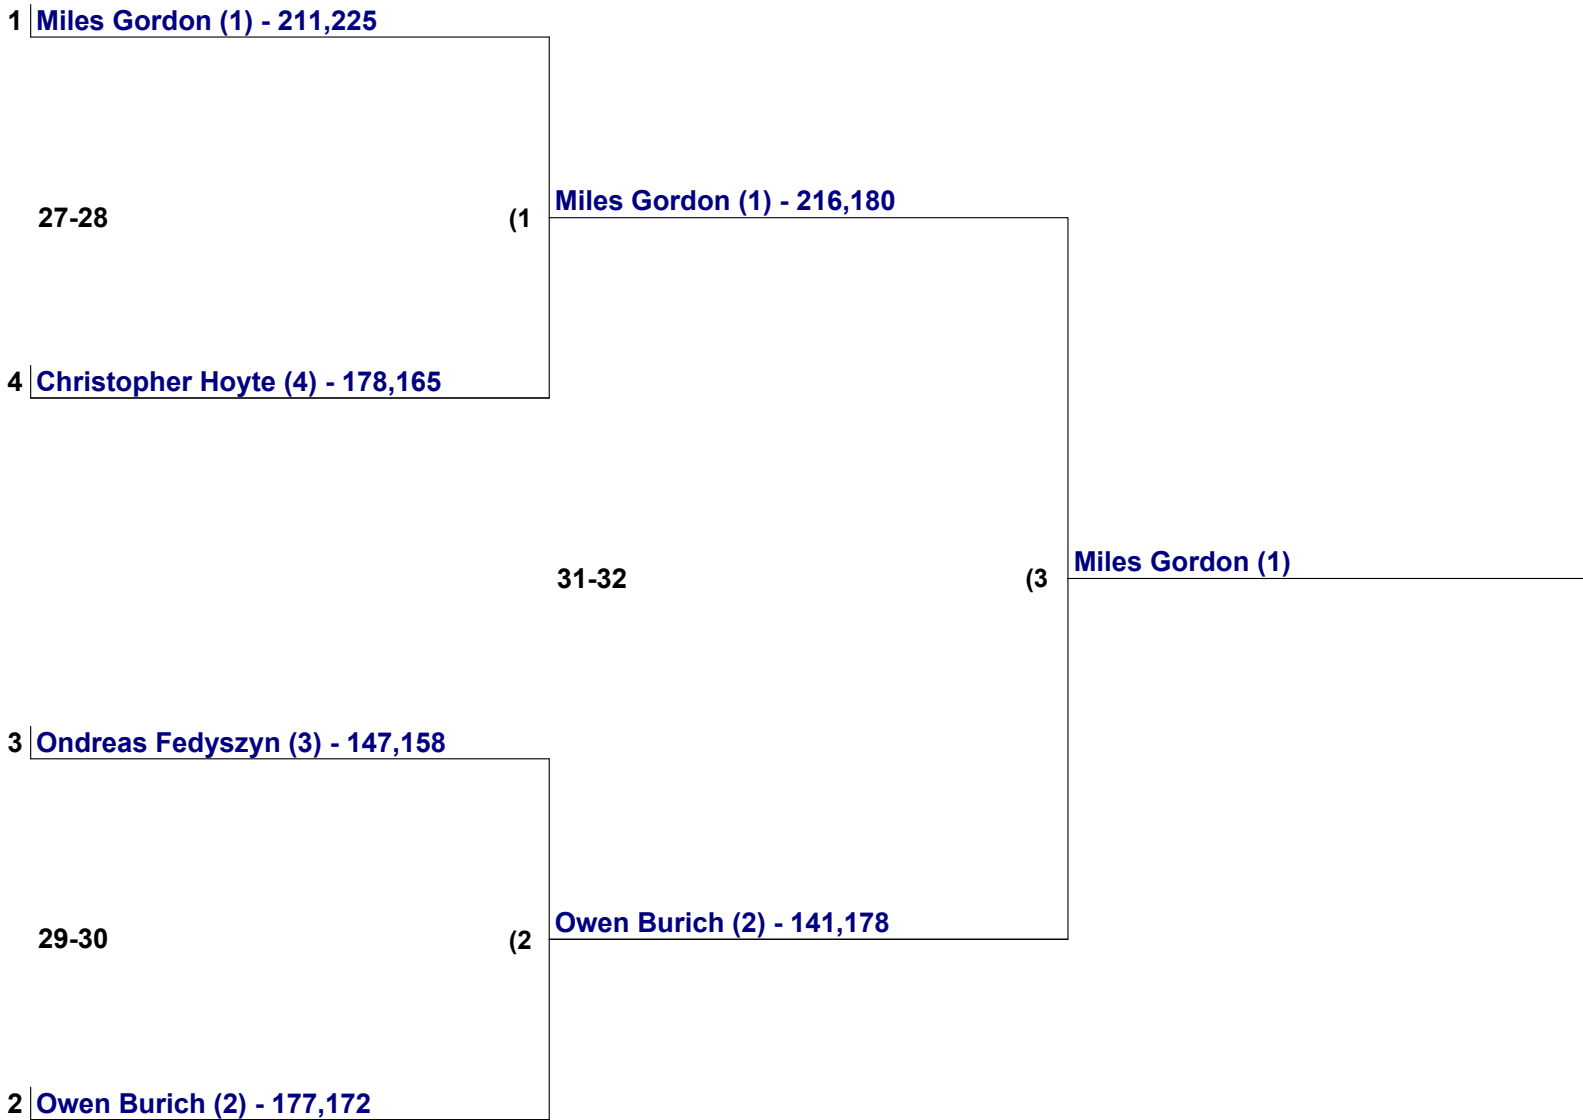 1 Miles Gordon (1) - 211,225
Miles Gordon (1) - 216,180
27-28 (1
4 Christopher Hoyte (4) - 178,165
Miles Gordon (1)
31-32 (3
3 Ondreas Fedyszyn (3) - 147,158
Owen Burich (2) - 141,178
29-30 (2
2 Owen Burich (2) - 177,172